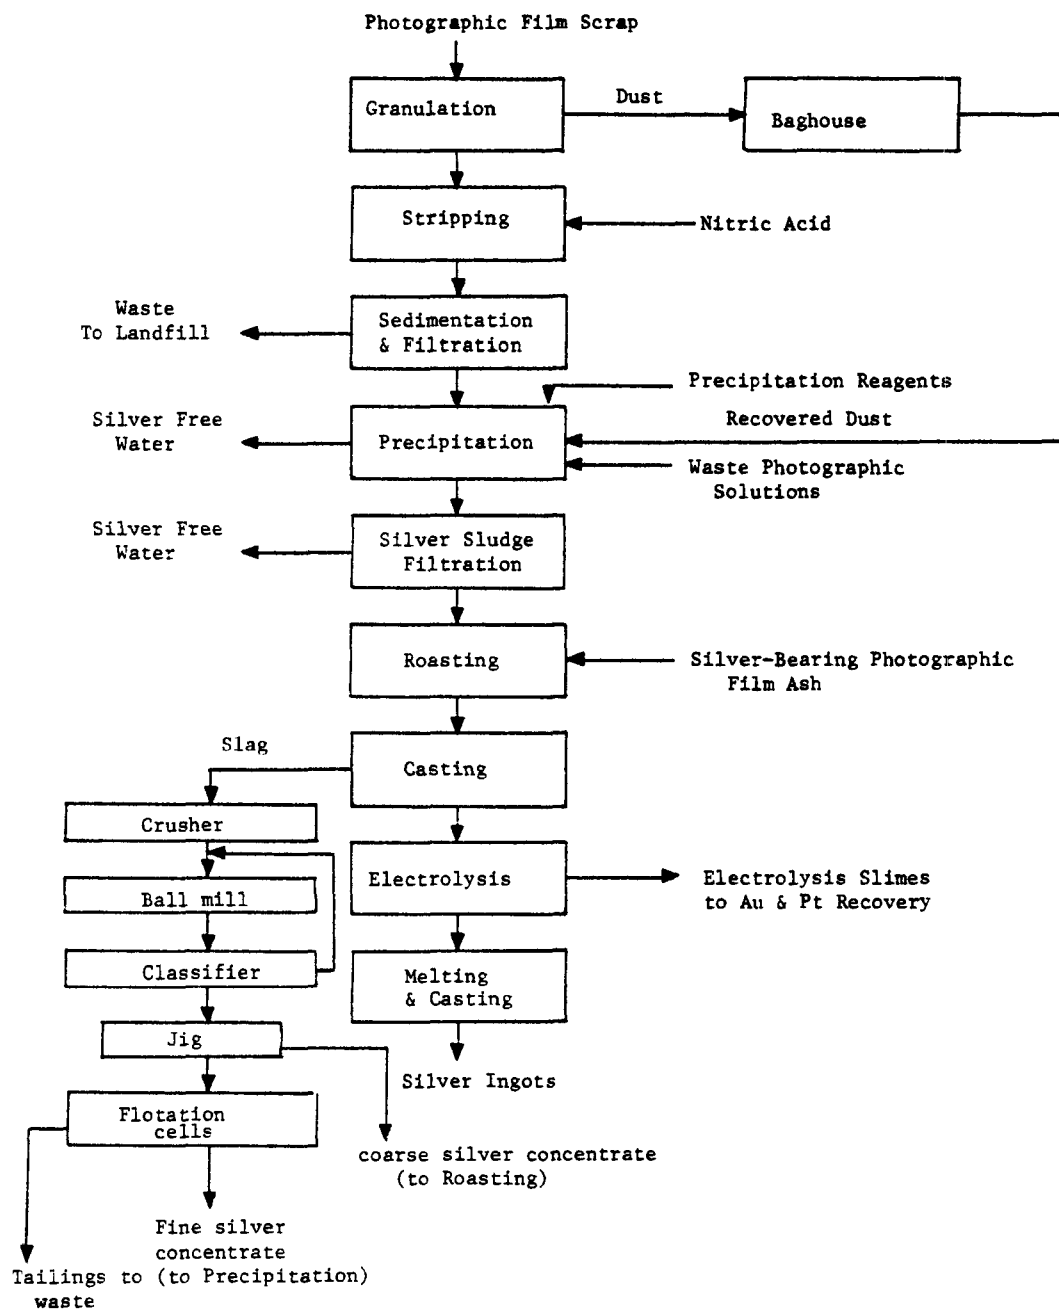 Photographic Film Scrap
Granulation
Dust
Baghouse
Stripping
Nitric Acid
Waste
To Landfill
Sedimentation
& Filtration
Precipitation Reagents
Silver Free
Water
Precipitation
Recovered Dust
Waste Photographic
Solutions
Silver Free
Water
Silver Sludge
Filtration
Roasting
Silver-Bearing Photographic
Film Ash
Slag
Casting
Crusher
Ball mill
Classifier
Jig
Flotation
cells
Electrolysis
Electrolysis Slimes
to Au & Pt Recovery
Melting
& Casting
Silver Ingots
coarse silver concentrate
(to Roasting)
Fine silver
concentrate
(to Precipitation)
Tailings to
waste